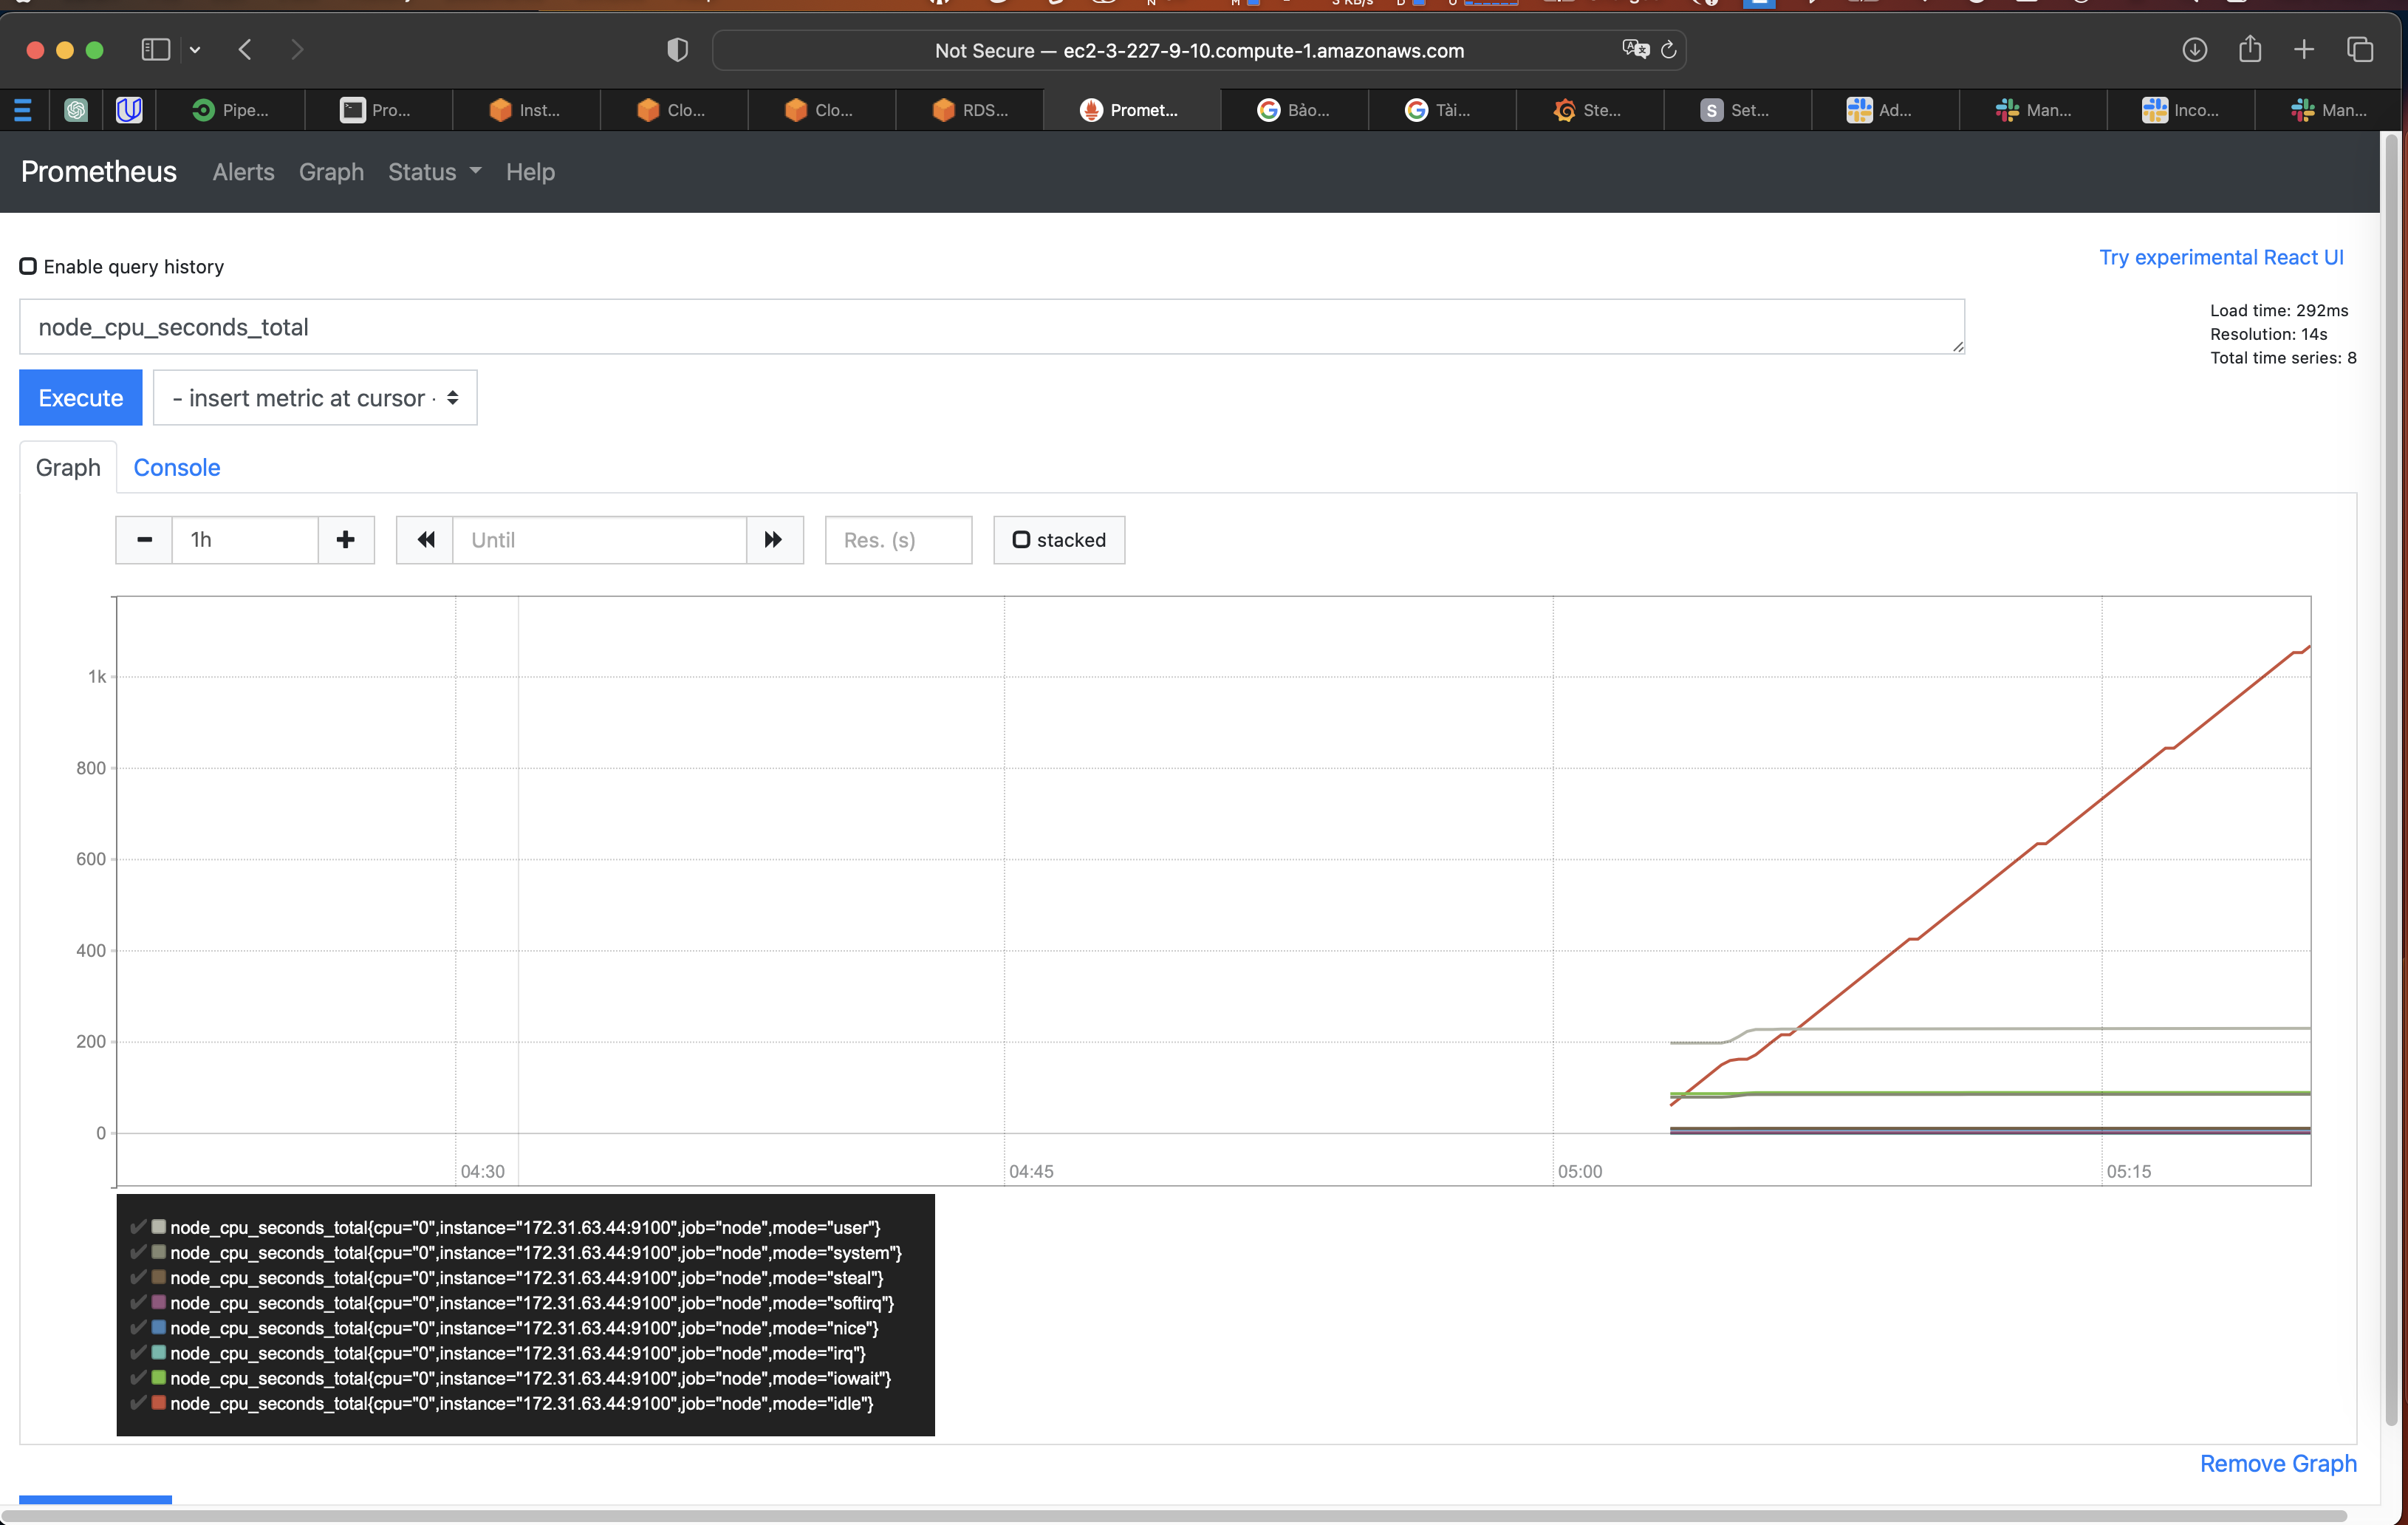 Not Secure — ec2-3-227-9-10.compute-1.amazonaws.com
Pipe...
Pro...
Inst...
Clo...
Clo...
RDS...
Promet...
Bảo...
Tài...
Ste...
S
Set...
Ad...
Man...
Inco...
Man...
Prometheus
Alerts
Graph
Status
Help
Enable query history
Try experimental React UI
node_cpu_seconds_total
Load time: 292ms
Resolution: 14s
Total time series: 8
Execute
- insert metric at cursor -
Graph
Console
1h
Until
Res. (s)
stacked
1k
800
600
400
200
0
04:30
04:45
05:00
05:15
node_cpu_seconds_total{cpu="0",instance="172.31.63.44:9100",job="node",mode="user"}
node_cpu_seconds_total{cpu="0",instance="172.31.63.44:9100",job="node",mode="system"}
node_cpu_seconds_total{cpu="0",instance="172.31.63.44:9100",job="node",mode="steal"}
node_cpu_seconds_total{cpu="0",instance="172.31.63.44:9100",job="node",mode="softirq"}
node_cpu_seconds_total{cpu="0",instance="172.31.63.44:9100",job="node",mode="nice"}
node_cpu_seconds_total{cpu="0",instance="172.31.63.44:9100",job="node",mode="irq"}
node_cpu_seconds_total{cpu="0",instance="172.31.63.44:9100",job="node",mode="iowait"}
node_cpu_seconds_total{cpu="0",instance="172.31.63.44:9100",job="node",mode="idle"}
Remove Graph